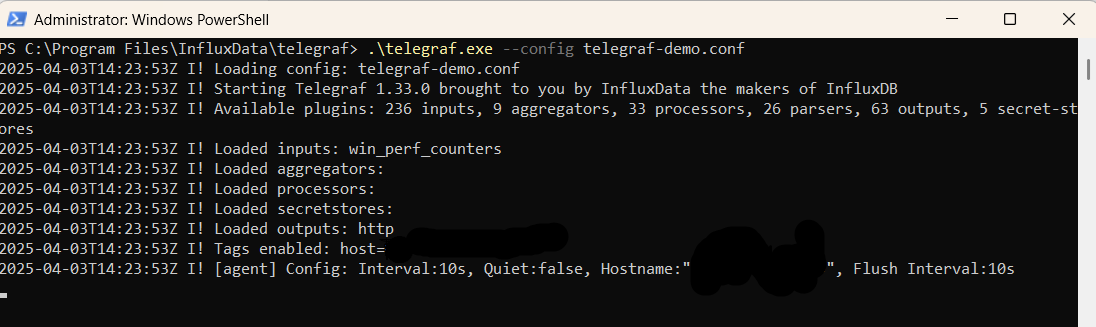 Administrator: Windows PowerShell
PS C:\Program Files\InfluxData\telegraf> .\telegraf.exe --config telegraf-demo.conf
2025-04-03T14:23:53Z I! Loading config: telegraf-demo.conf
2025-04-03T14:23:53Z I! Starting Telegraf 1.33.0 brought to you by InfluxData the makers of InfluxDB
2025-04-03T14:23:53Z I! Available plugins: 236 inputs, 9 aggregators, 33 processors, 26 parsers, 63 outputs, 5 secret-st
ores
2025-04-03T14:23:53Z I! Loaded inputs: win_perf_counters
2025-04-03T14:23:53Z I! Loaded aggregators:
2025-04-03T14:23:53Z I! Loaded processors:
2025-04-03T14:23:53Z I! Loaded secretstores:
2025-04-03T14:23:53Z I! Loaded outputs: http
2025-04-03T14:23:53Z I! Tags enabled: host=
2025-04-03T14:23:53Z I! [agent] Config: Interval:10s, Quiet:false, Hostname:"", Flush Interval:10s